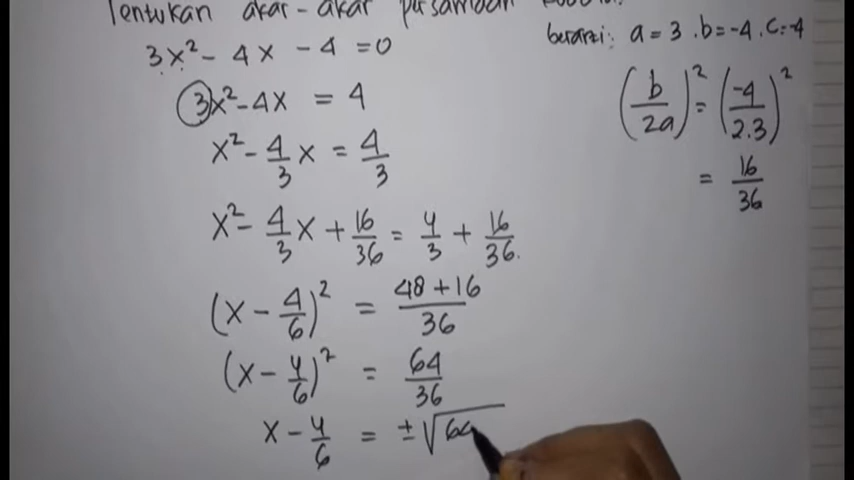 Tentukan akar-akar persamaan
3x² - 4x - 4 = 0
3x² - 4x = 4
x² - 4/3 x = 4/3
x² - 4/3 x + 16/36 = 4/3 + 16/36.
(x - 4/6)² = 48 + 16 / 36
(x - 4/6)² = 64/36
x - 4/6 = ± √64
berarti: a = 3 . b = -4 . c = -4
(b/2a)² = (-4/2.3)²
= 16/36